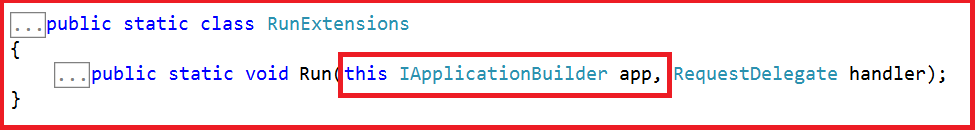 ...public static class RunExtensions
{
...public static void Run(this IApplicationBuilder app, RequestDelegate handler);
}